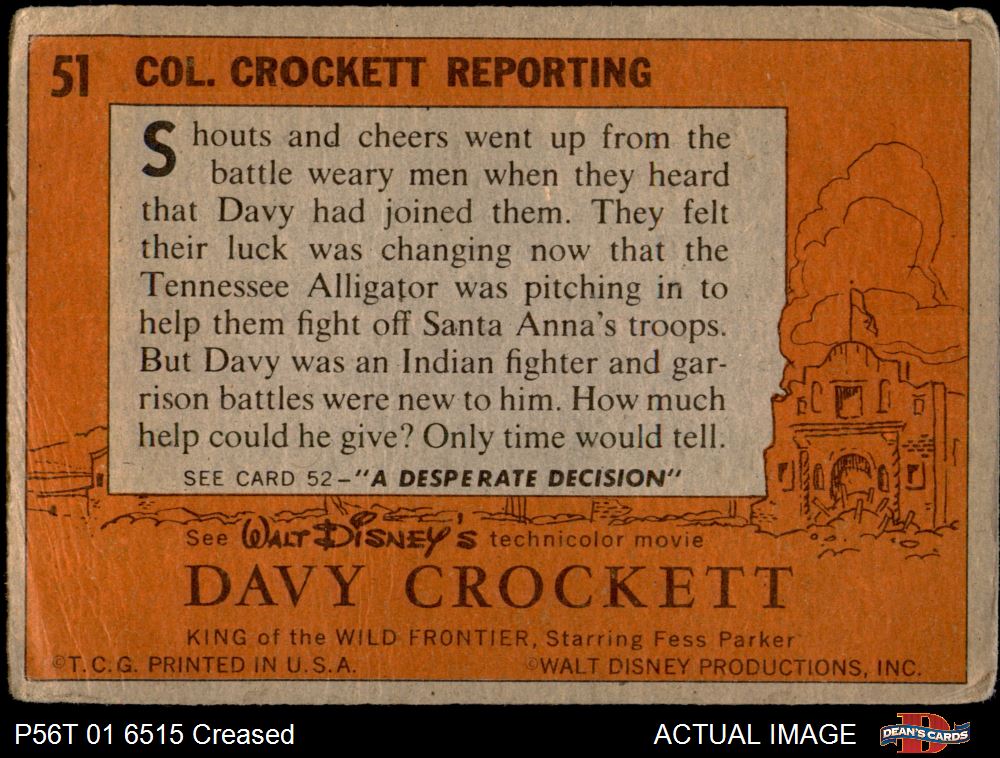 51 COL. CROCKETT REPORTING
Shouts and cheers went up from the
battle weary men when they heard
that Davy had joined them. They felt
their luck was changing now that the
Tennessee Alligator was pitching in to
help them fight off Santa Anna's troops.
But Davy was an Indian fighter and gar-
rison battles were new to him. How much
help could he give? Only time would tell.
SEE CARD 52-"A DESPERATE DECISION"
See WALT DISNEY'S technicolor movie
DAVY CROCKETT
KING of the WILD FRONTIER, Starring Fess Parker
©T.C.G. PRINTED IN U.S.A. ©WALT DISNEY PRODUCTIONS, INC.
P56T 01 6515 Creased ACTUAL IMAGE DEAN'S CARDS